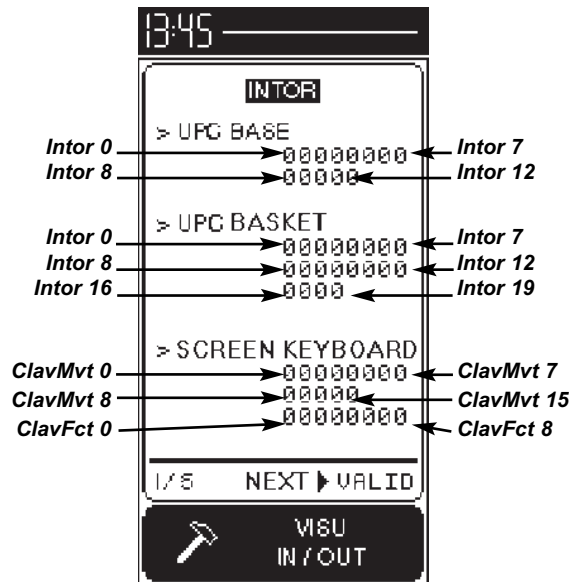 13:45
INTOR
> UPC BASE
Intor 0 00000000 Intor 7
Intor 8 00000 Intor 12
> UPC BASKET
Intor 0 00000000 Intor 7
Intor 8 00000000 Intor 12
Intor 16 0000 Intor 19
> SCREEN KEYBOARD
ClavMvt 0 00000000 ClavMvt 7
ClavMvt 8 00000 ClavMvt 15
ClavFct 0 00000000 ClavFct 8
1/6 NEXT VALID
VISU
IN / OUT